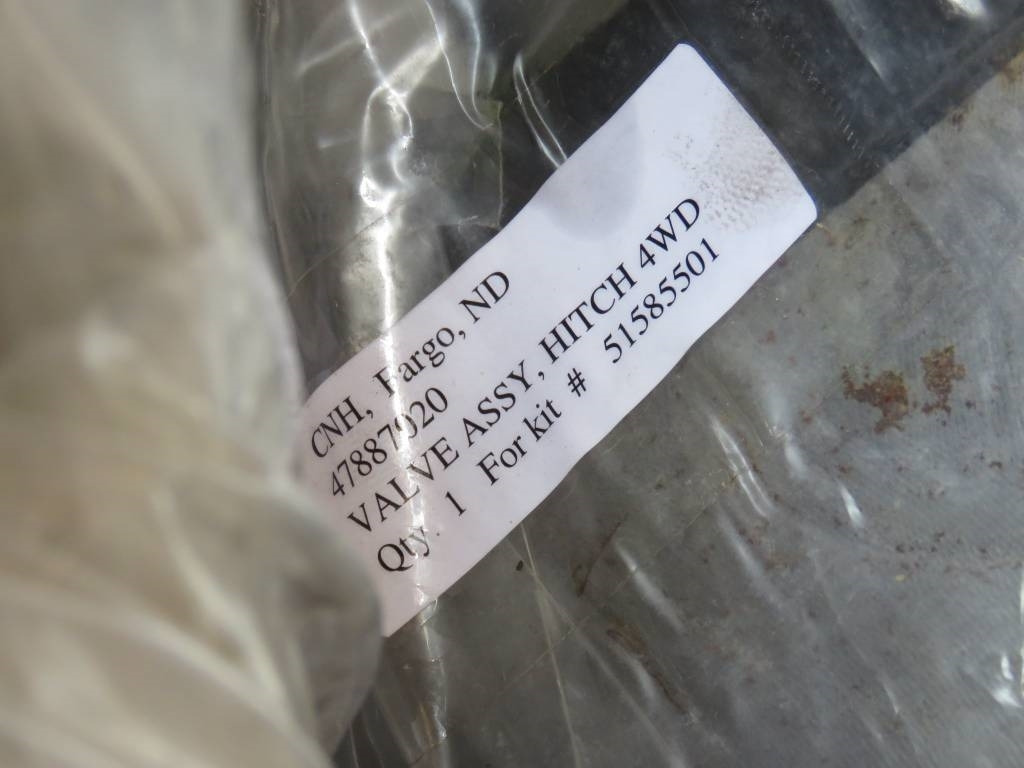 CNH, Fargo, ND
47887920
VALVE ASSY, HITCH 4WD
Qty. 1 For kit # 51585501